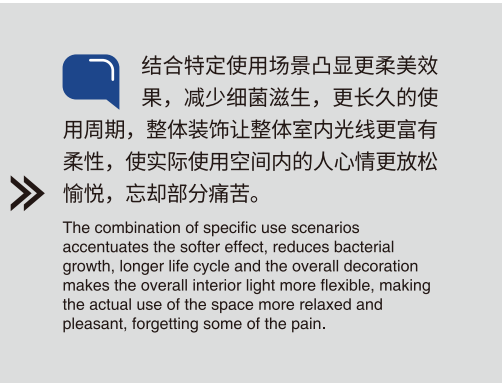 结合特定使用场景凸显更柔美效
果，减少细菌滋生，更长久的使
用周期，整体装饰让整体室内光线更富有
柔性，使实际使用空间内的人心情更放松
愉悦，忘却部分痛苦。
The combination of specific use scenarios
accentuates the softer effect, reduces bacterial
growth, longer life cycle and the overall decoration
makes the overall interior light more flexible, making
the actual use of the space more relaxed and
pleasant, forgetting some of the pain.